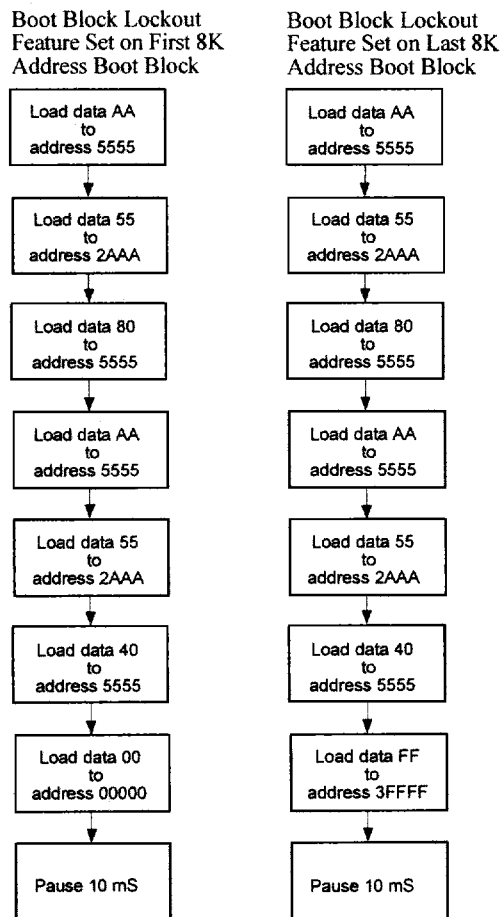 Boot Block Lockout
Feature Set on First 8K
Address Boot Block
Load data AA
to
address 5555
Load data 55
to
address 2AAA
Load data 80
to
address 5555
Load data AA
to
address 5555
Load data 55
to
address 2AAA
Load data 40
to
address 5555
Load data 00
to
address 00000
Pause 10 mS
Boot Block Lockout
Feature Set on Last 8K
Address Boot Block
Load data AA
to
address 5555
Load data 55
to
address 2AAA
Load data 80
to
address 5555
Load data AA
to
address 5555
Load data 55
to
address 2AAA
Load data 40
to
address 5555
Load data FF
to
address 3FFFF
Pause 10 mS